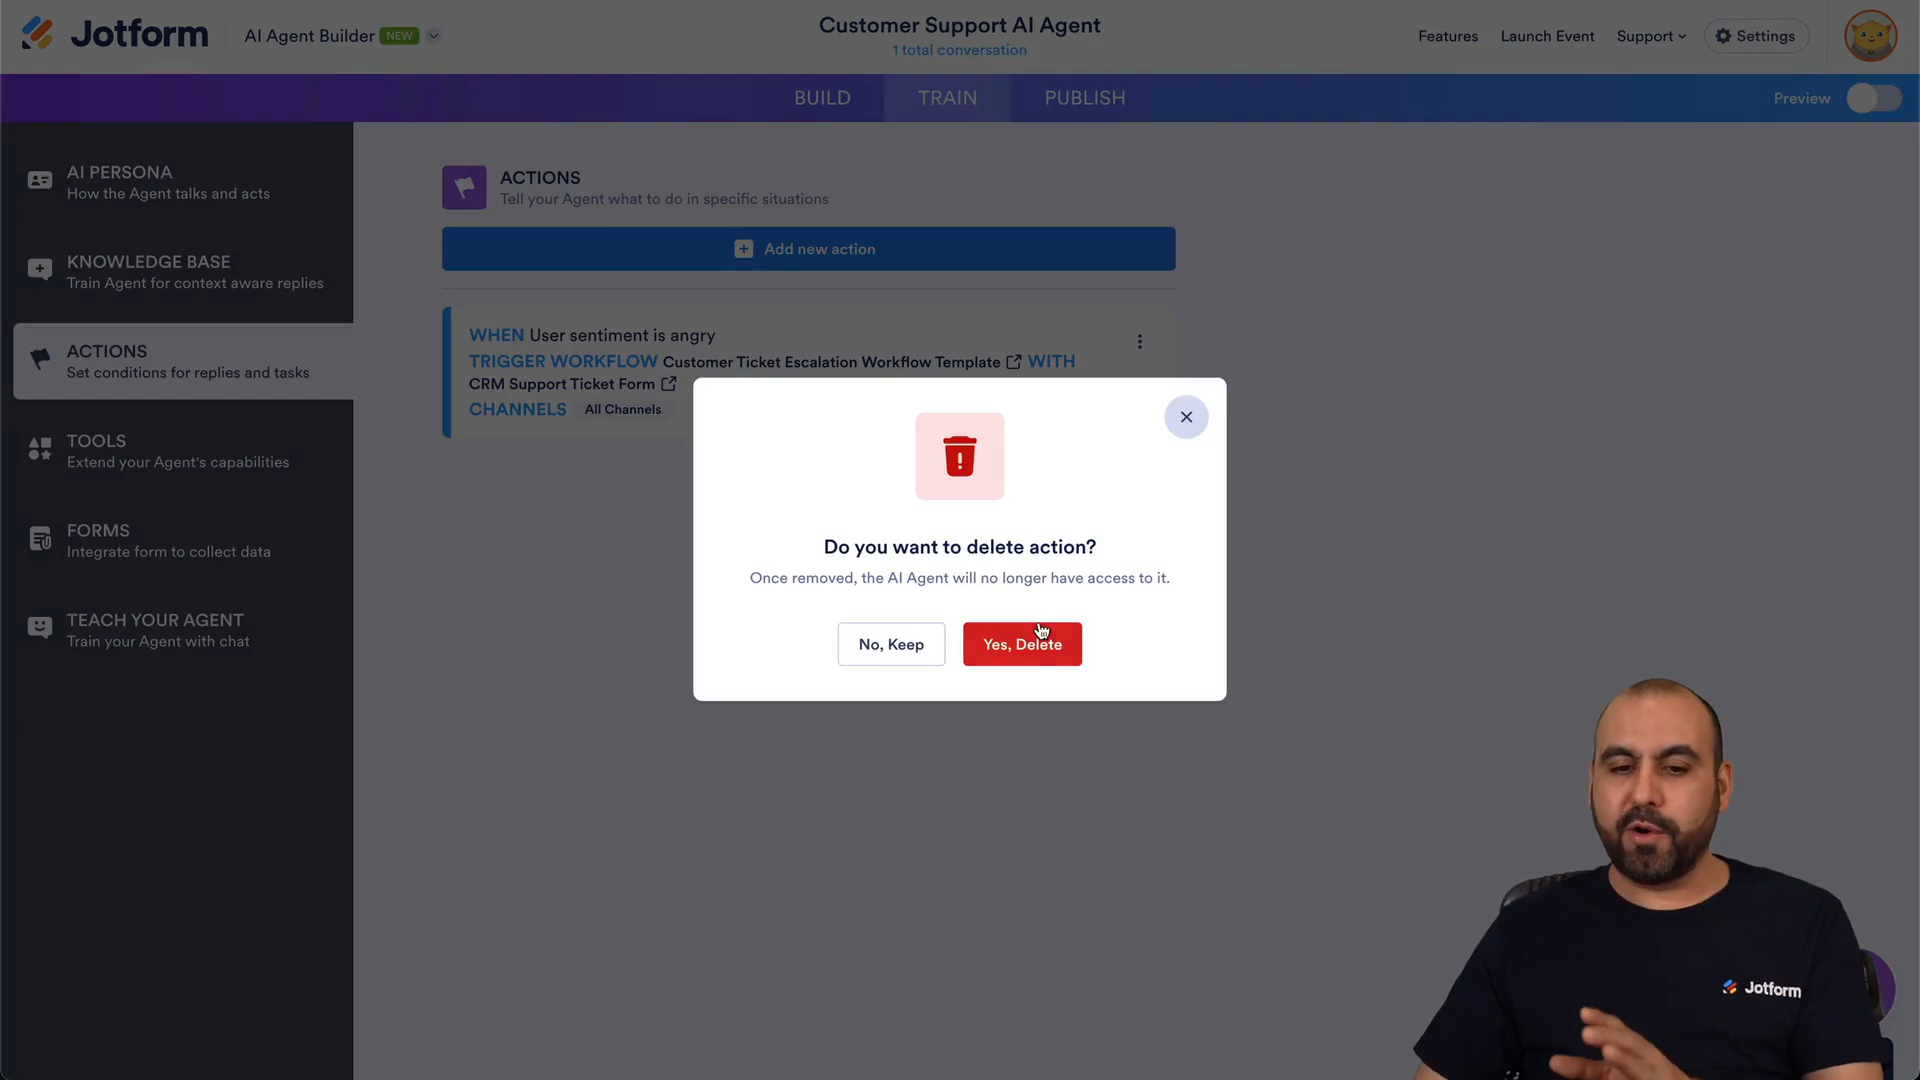 Jotform
AI Agent Builder NEW
Customer Support AI Agent
1 total conversation
Features
Launch Event
Support
Settings
BUILD
TRAIN
PUBLISH
Preview
AI PERSONA
How the Agent talks and acts
KNOWLEDGE BASE
Train Agent for context aware replies
ACTIONS
Set conditions for replies and tasks
TOOLS
Extend your Agent's capabilities
FORMS
Integrate form to collect data
TEACH YOUR AGENT
Train your Agent with chat
ACTIONS
Tell your Agent what to do in specific situations
Add new action
WHEN User sentiment is angry
TRIGGER WORKFLOW Customer Ticket Escalation Workflow Template WITH
CRM Support Ticket Form
CHANNELS All Channels
Do you want to delete action?
Once removed, the AI Agent will no longer have access to it.
No, Keep
Yes, Delete
Jotform